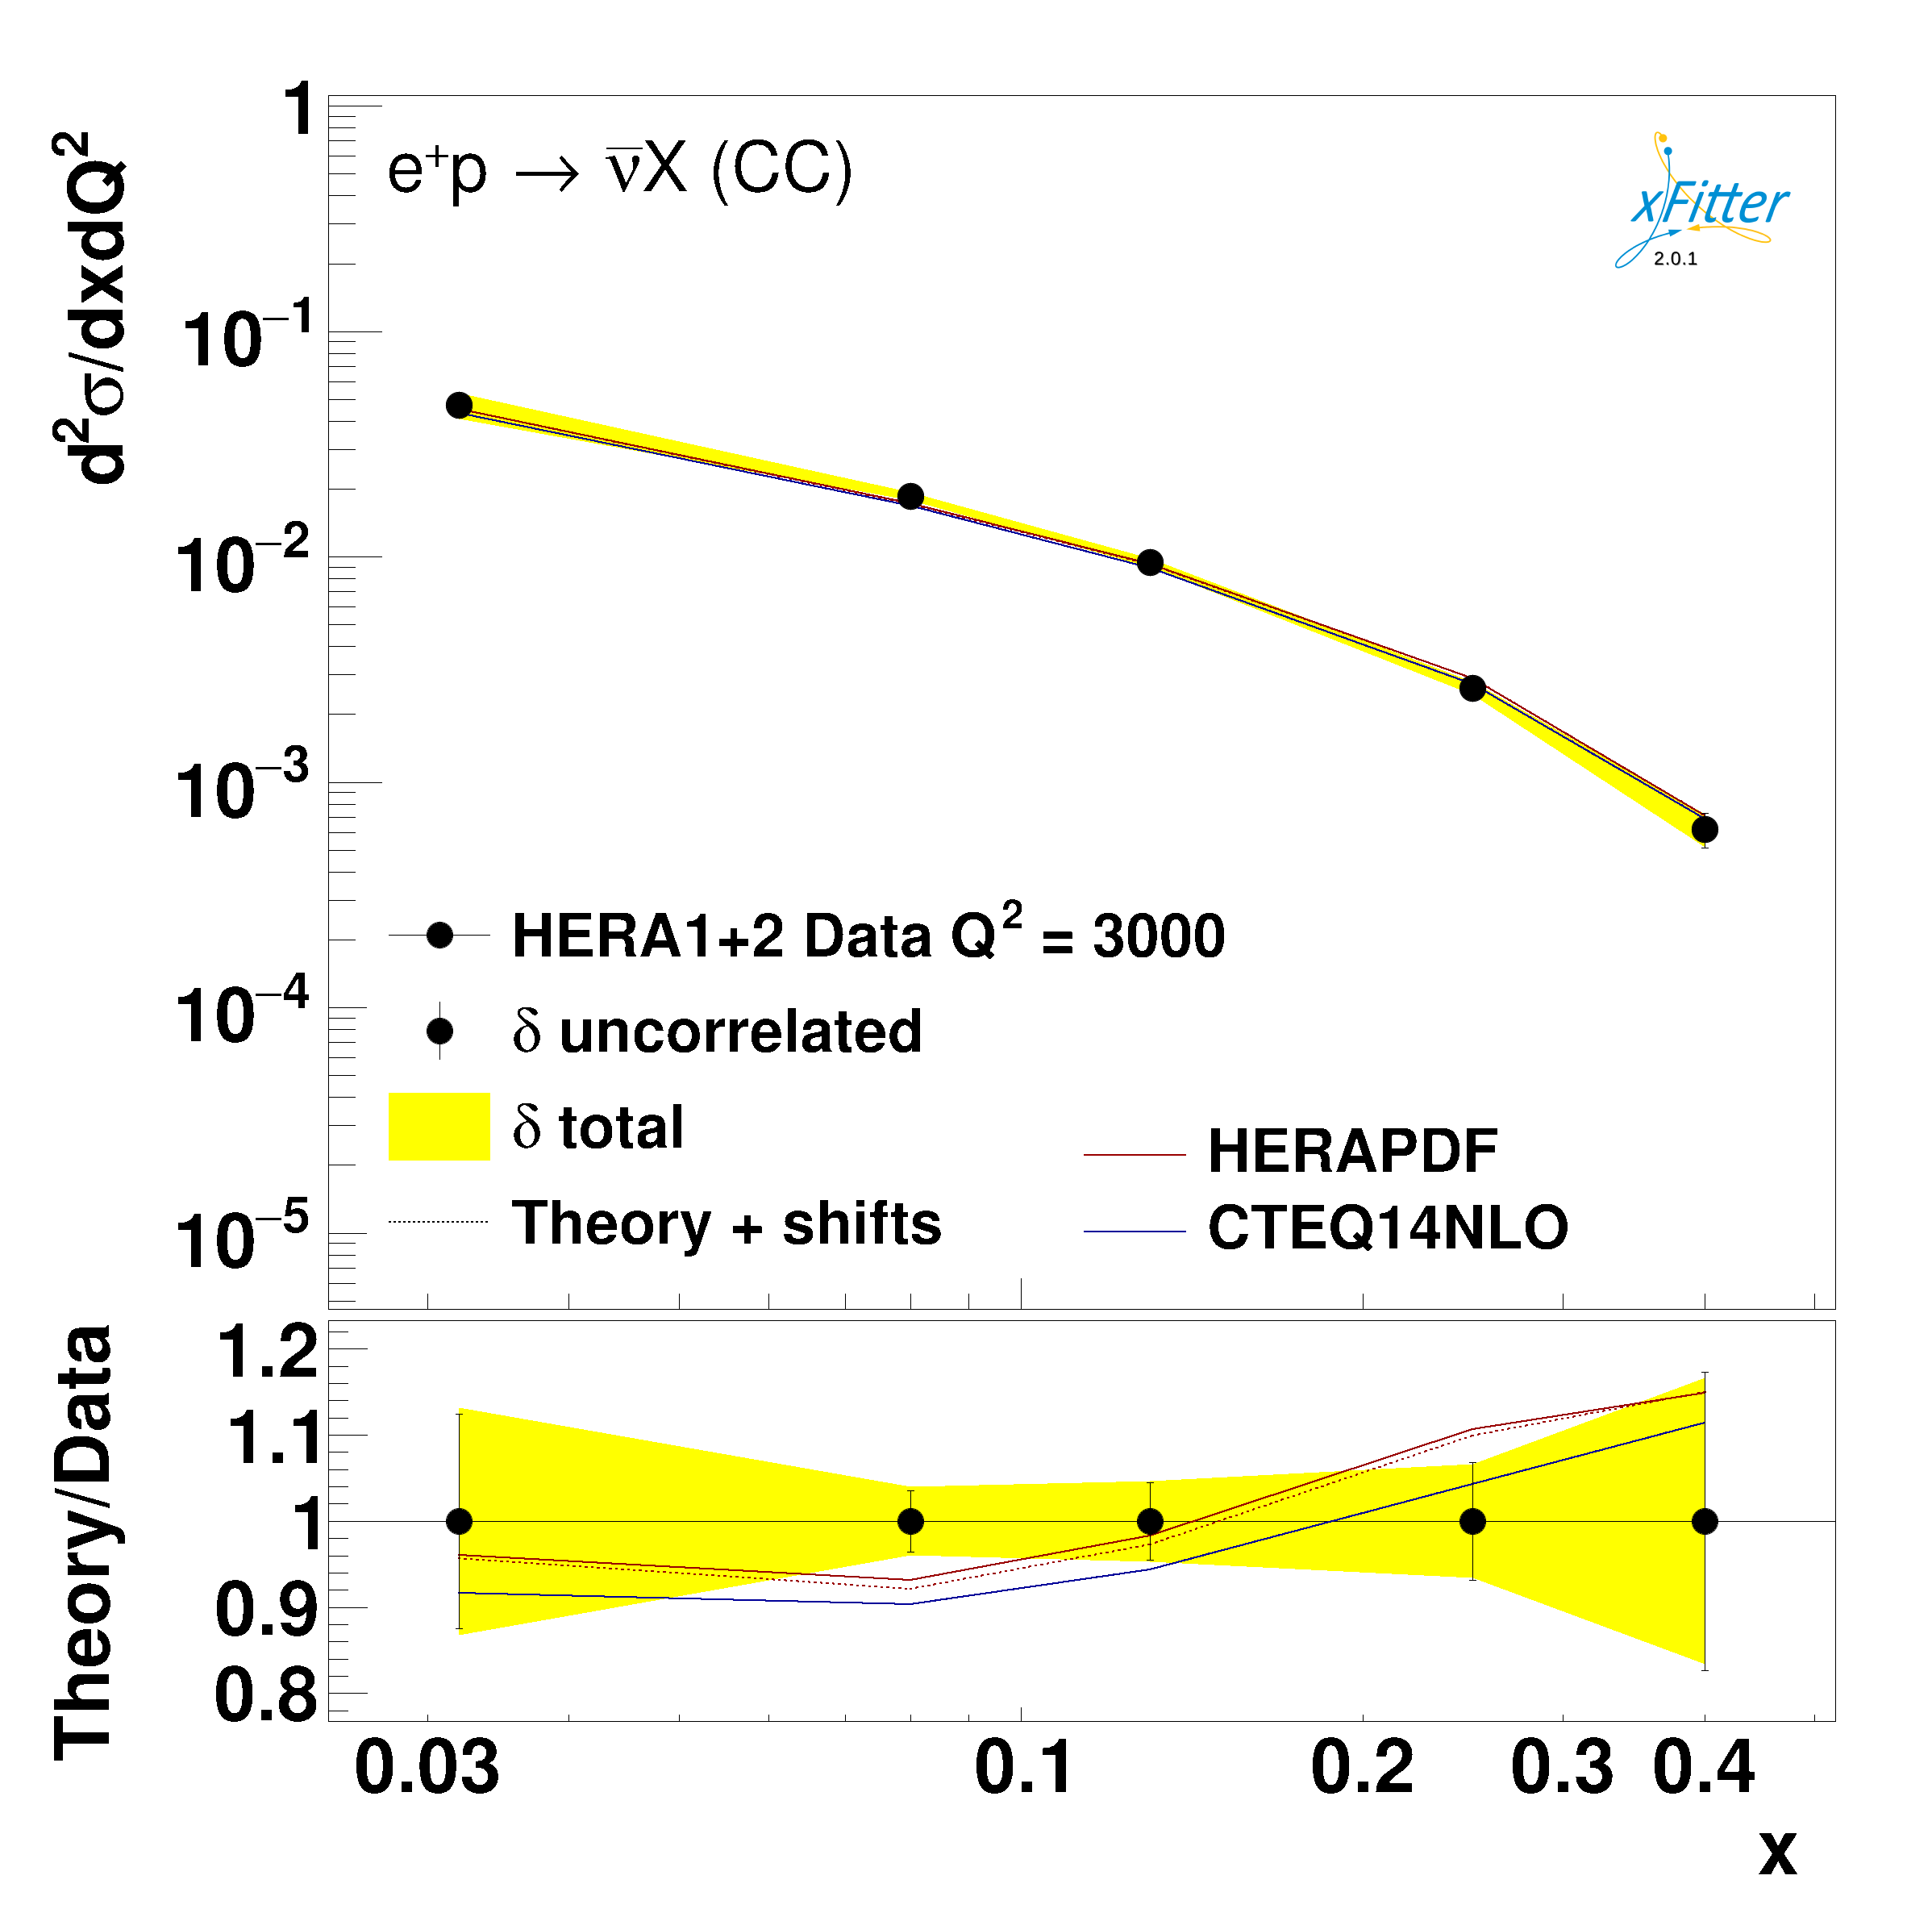 d²σ/dxdQ²
1
10⁻¹
10⁻²
10⁻³
10⁻⁴
10⁻⁵
e⁺p → ν̅X (CC)
xFitter
2.0.1
HERA1+2 Data Q² = 3000
δ uncorrelated
δ total
Theory + shifts
HERAPDF
CTEQ14NLO
Theory/Data
1.2
1.1
1
0.9
0.8
0.03 0.1 0.2 0.3 0.4
x